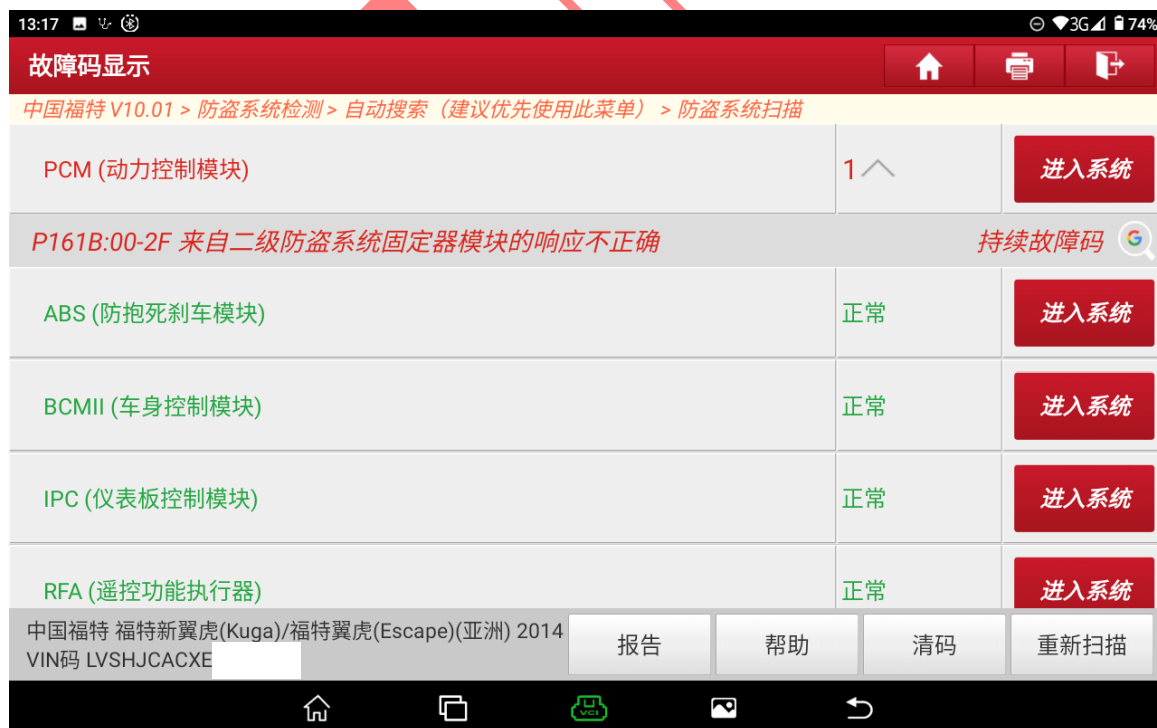 13:17
3G 74%
故障码显示
中国福特 V10.01 > 防盗系统检测 > 自动搜索（建议优先使用此菜单） > 防盗系统扫描
PCM (动力控制模块) 1 进入系统
P161B:00-2F 来自二级防盗系统固定器模块的响应不正确 持续故障码 G
ABS (防抱死刹车模块) 正常 进入系统
BCMII (车身控制模块) 正常 进入系统
IPC (仪表板控制模块) 正常 进入系统
RFA (遥控功能执行器) 正常 进入系统
中国福特 福特新翼虎(Kuga)/福特翼虎(Escape)(亚洲) 2014
VIN码 LVSHJCACXE
报告 帮助 清码 重新扫描
VCI